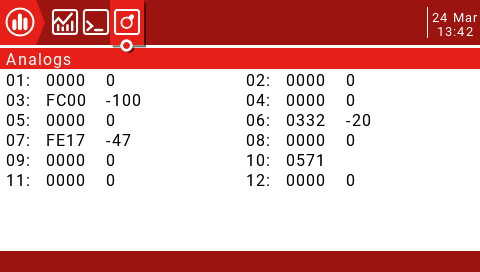 24 Mar
13:42
Analogs
01: 0000 0 02: 0000 0
03: FC00 -100 04: 0000 0
05: 0000 0 06: 0332 -20
07: FE17 -47 08: 0000 0
09: 0000 0 10: 0571
11: 0000 0 12: 0000 0